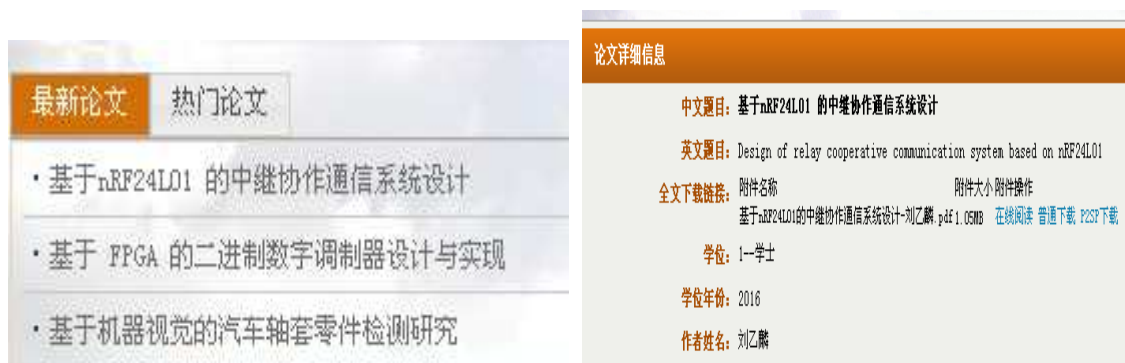 最新论文 热门论文
·基于nRF24L01 的中继协作通信系统设计
·基于 FPGA 的二进制数字调制器设计与实现
·基于机器视觉的汽车轴套零件检测研究
论文详细信息
中文题目: 基于nRF24L01 的中继协作通信系统设计
英文题目: Design of relay cooperative communication system based on nRF24L01
全文下载链接: 附件名称 附件大小 附件操作
基于nRF24L01的中继协作通信系统设计-刘乙麟.pdf 1.05MB 在线阅读 普通下载 P2SP下载
学位: 1--学士
学位年份: 2016
作者姓名: 刘乙麟